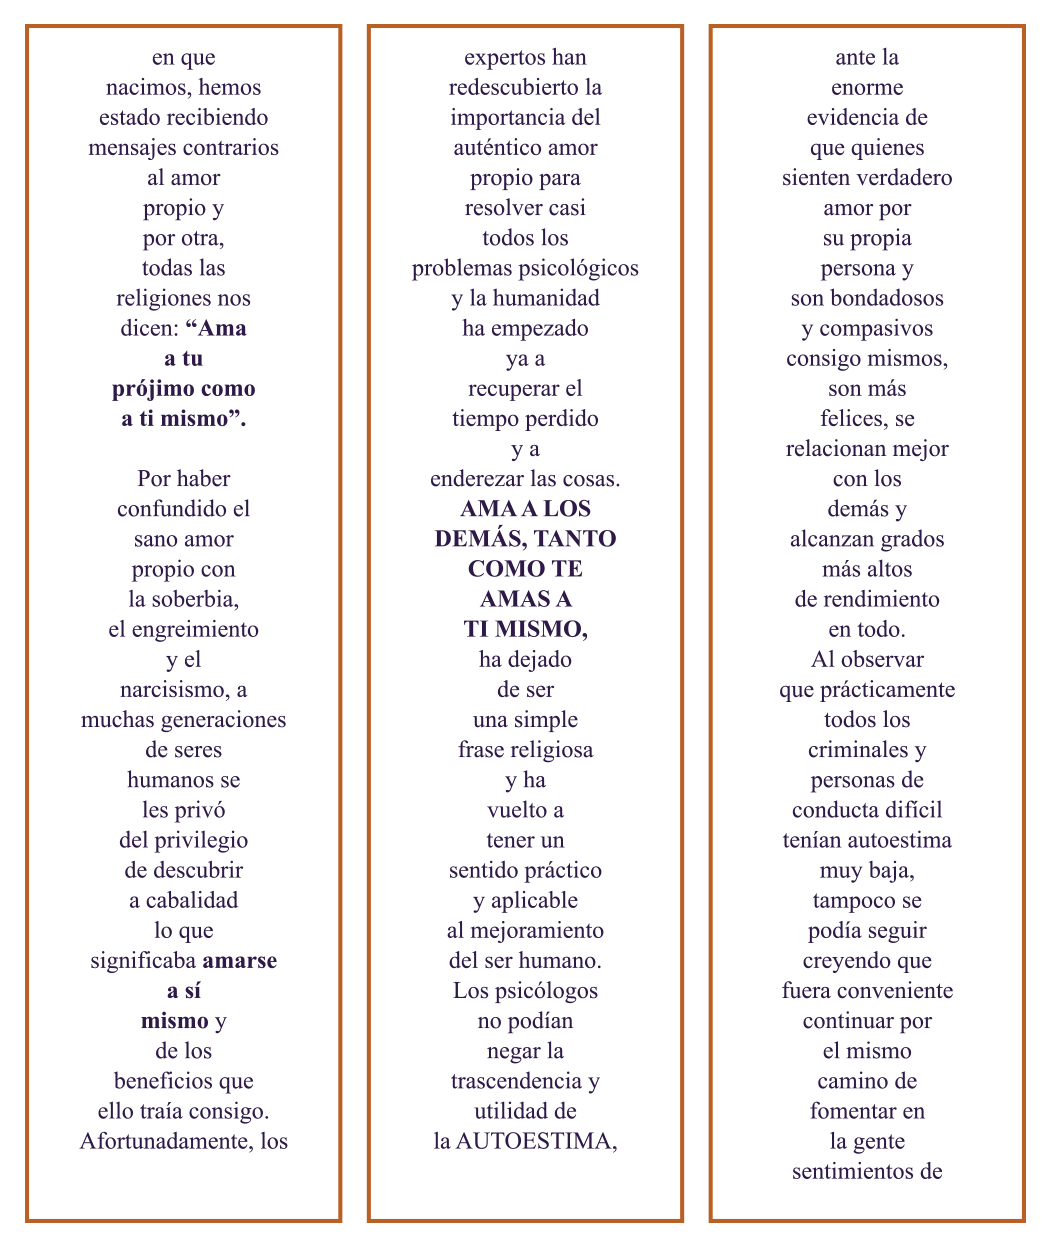 en que
nacimos, hemos
estado recibiendo
mensajes contrarios
al amor
propio y
por otra,
todas las
religiones nos
dicen: “Ama
a tu
prójimo como
a ti mismo”.
Por haber
confundido el
sano amor
propio con
la soberbia,
el engreimiento
y el
narcisismo, a
muchas generaciones
de seres
humanos se
les privó
del privilegio
de descubrir
a cabalidad
lo que
significaba amarse
a sí
mismo y
de los
beneficios que
ello traía consigo.
Afortunadamente, los
expertos han
redescubierto la
importancia del
auténtico amor
propio para
resolver casi
todos los
problemas psicológicos
y la humanidad
ha empezado
ya a
recuperar el
tiempo perdido
y a
enderezar las cosas.
AMA A LOS
DEMÁS, TANTO
COMO TE
AMAS A
TI MISMO,
ha dejado
de ser
una simple
frase religiosa
y ha
vuelto a
tener un
sentido práctico
y aplicable
al mejoramiento
del ser humano.
Los psicólogos
no podían
negar la
trascendencia y
utilidad de
la AUTOESTIMA,
ante la
enorme
evidencia de
que quienes
sienten verdadero
amor por
su propia
persona y
son bondadosos
y compasivos
consigo mismos,
son más
felices, se
relacionan mejor
con los
demás y
alcanzan grados
más altos
de rendimiento
en todo.
Al observar
que prácticamente
todos los
criminales y
personas de
conducta difícil
tenían autoestima
muy baja,
tampoco se
podía seguir
creyendo que
fuera conveniente
continuar por
el mismo
camino de
fomentar en
la gente
sentimientos de